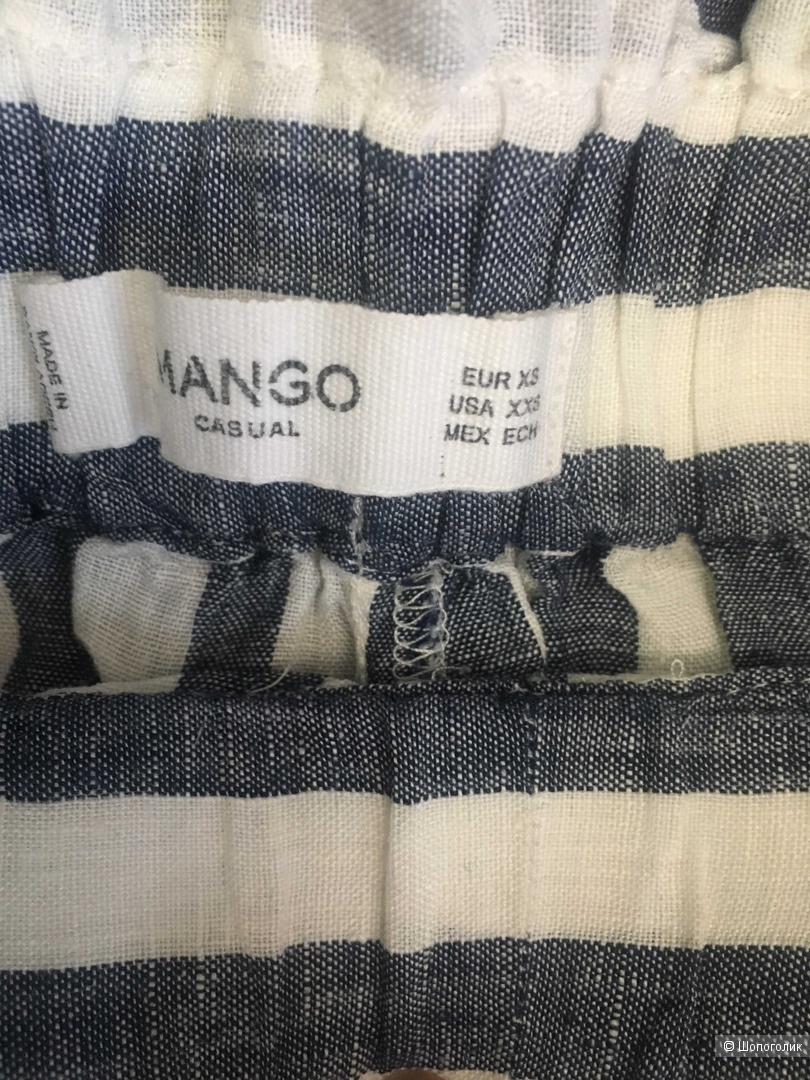 MADE IN
MANGO
CASUAL
EUR XS
USA XXS
MEX ECH
© Шопоголик